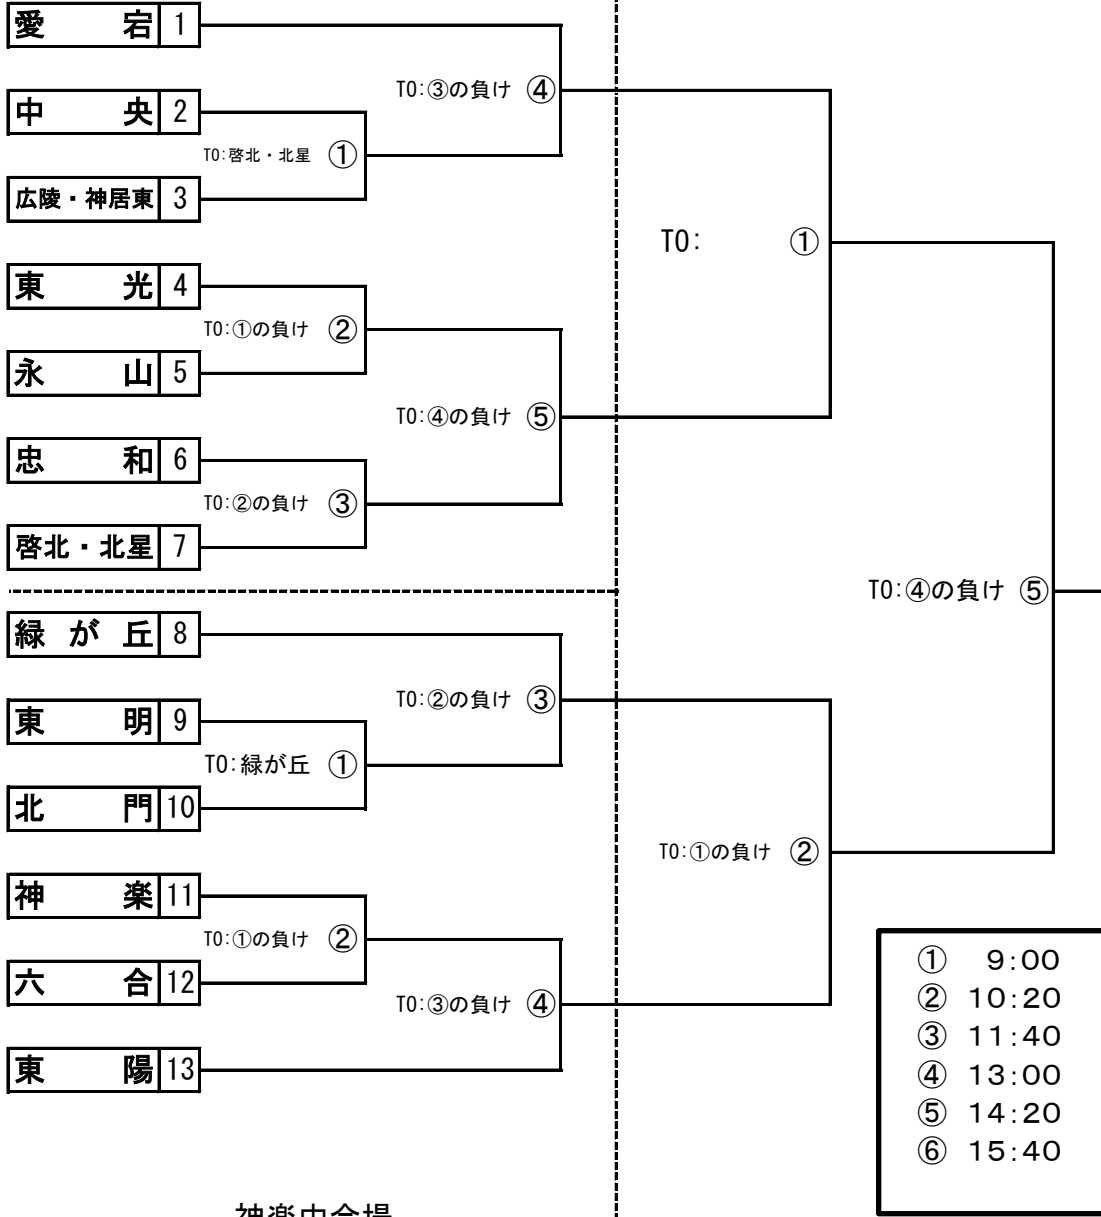 愛宕 1
TO:③の負け ④
中央 2
TO:啓北・北星 ①
広陵・神居東 3
TO: ①
東光 4
TO:①の負け ②
永山 5
TO:④の負け ⑤
忠和 6
TO:②の負け ③
啓北・北星 7
TO:④の負け ⑤
緑が丘 8
TO:②の負け ③
東明 9
TO:緑が丘 ①
北門 10
TO:①の負け ②
神楽 11
TO:①の負け ②
六合 12
TO:③の負け ④
東陽 13
① 9:00
② 10:20
③ 11:40
④ 13:00
⑤ 14:20
⑥ 15:40
神楽中会場